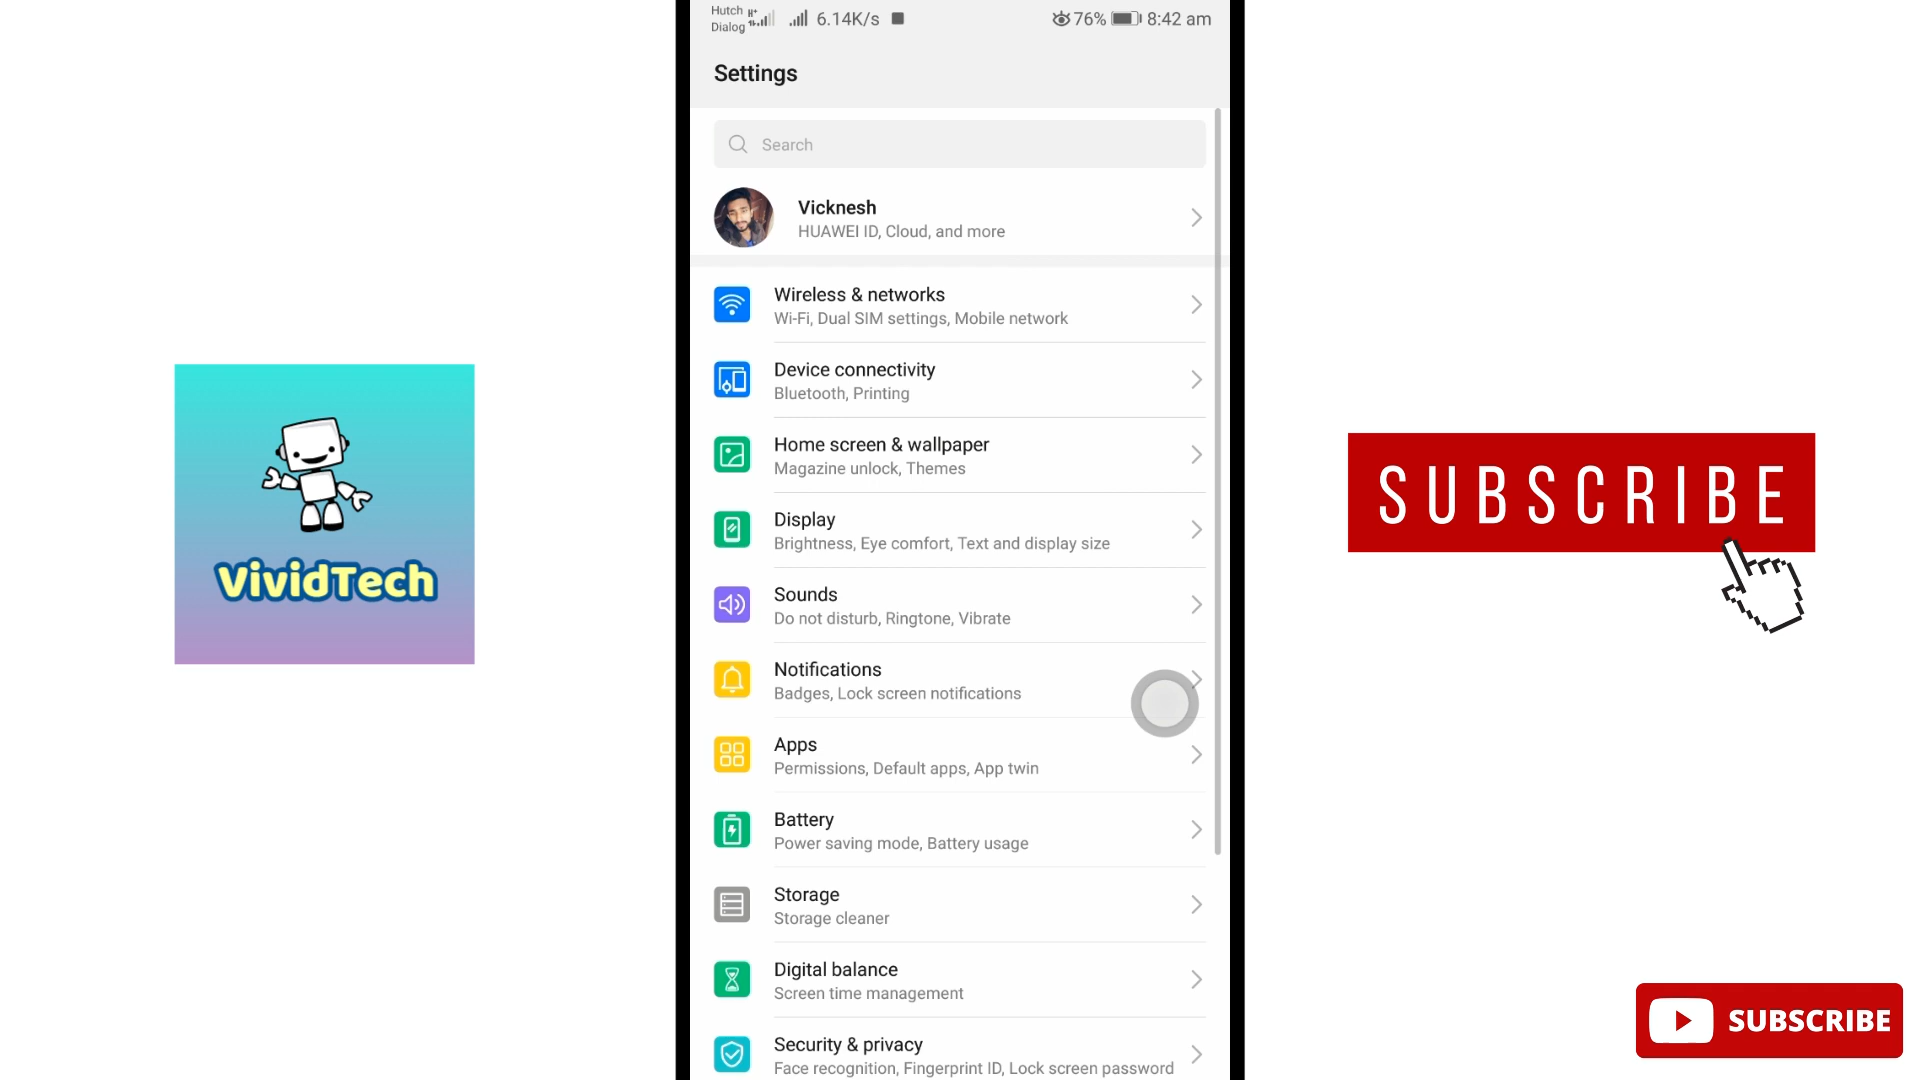 Hutch
Dialog
6.14K/s
76%
8:42 am
Settings
Search
Vicknesh
HUAWEI ID, Cloud, and more
Wireless & networks
Wi-Fi, Dual SIM settings, Mobile network
Device connectivity
Bluetooth, Printing
Home screen & wallpaper
Magazine unlock, Themes
Display
Brightness, Eye comfort, Text and display size
Sounds
Do not disturb, Ringtone, Vibrate
Notifications
Badges, Lock screen notifications
Apps
Permissions, Default apps, App twin
Battery
Power saving mode, Battery usage
Storage
Storage cleaner
Digital balance
Screen time management
Security & privacy
Face recognition, Fingerprint ID, Lock screen password
VividTech
SUBSCRIBE
SUBSCRIBE